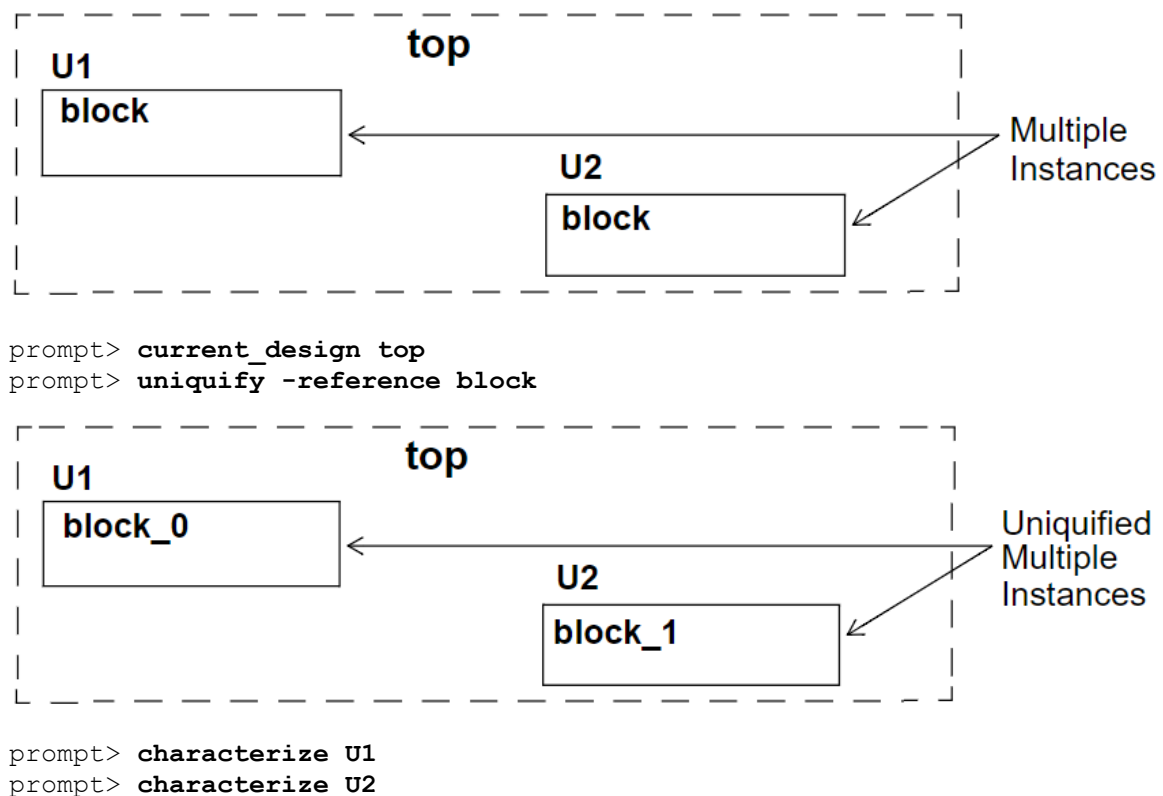 top
U1
block
Multiple
Instances
U2
block
prompt> current_design top
prompt> uniquify -reference block
top
U1
block_0
Uniquified
Multiple
Instances
U2
block_1
prompt> characterize U1
prompt> characterize U2